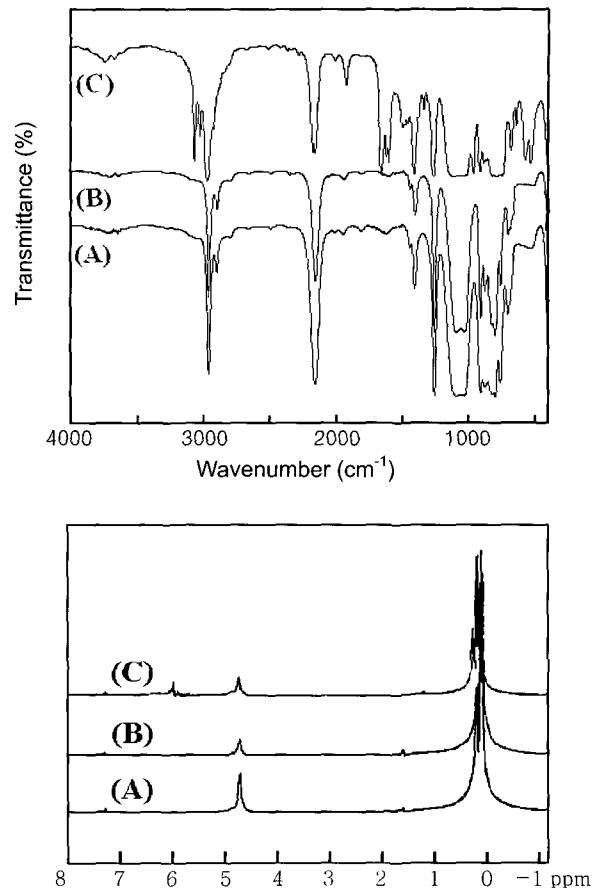 Transmittance (%)
(C)
(B)
(A)
4000 3000 2000 1000
Wavenumber (cm⁻¹)
(C)
(B)
(A)
8 7 6 5 4 3 2 1 0 -1 ppm